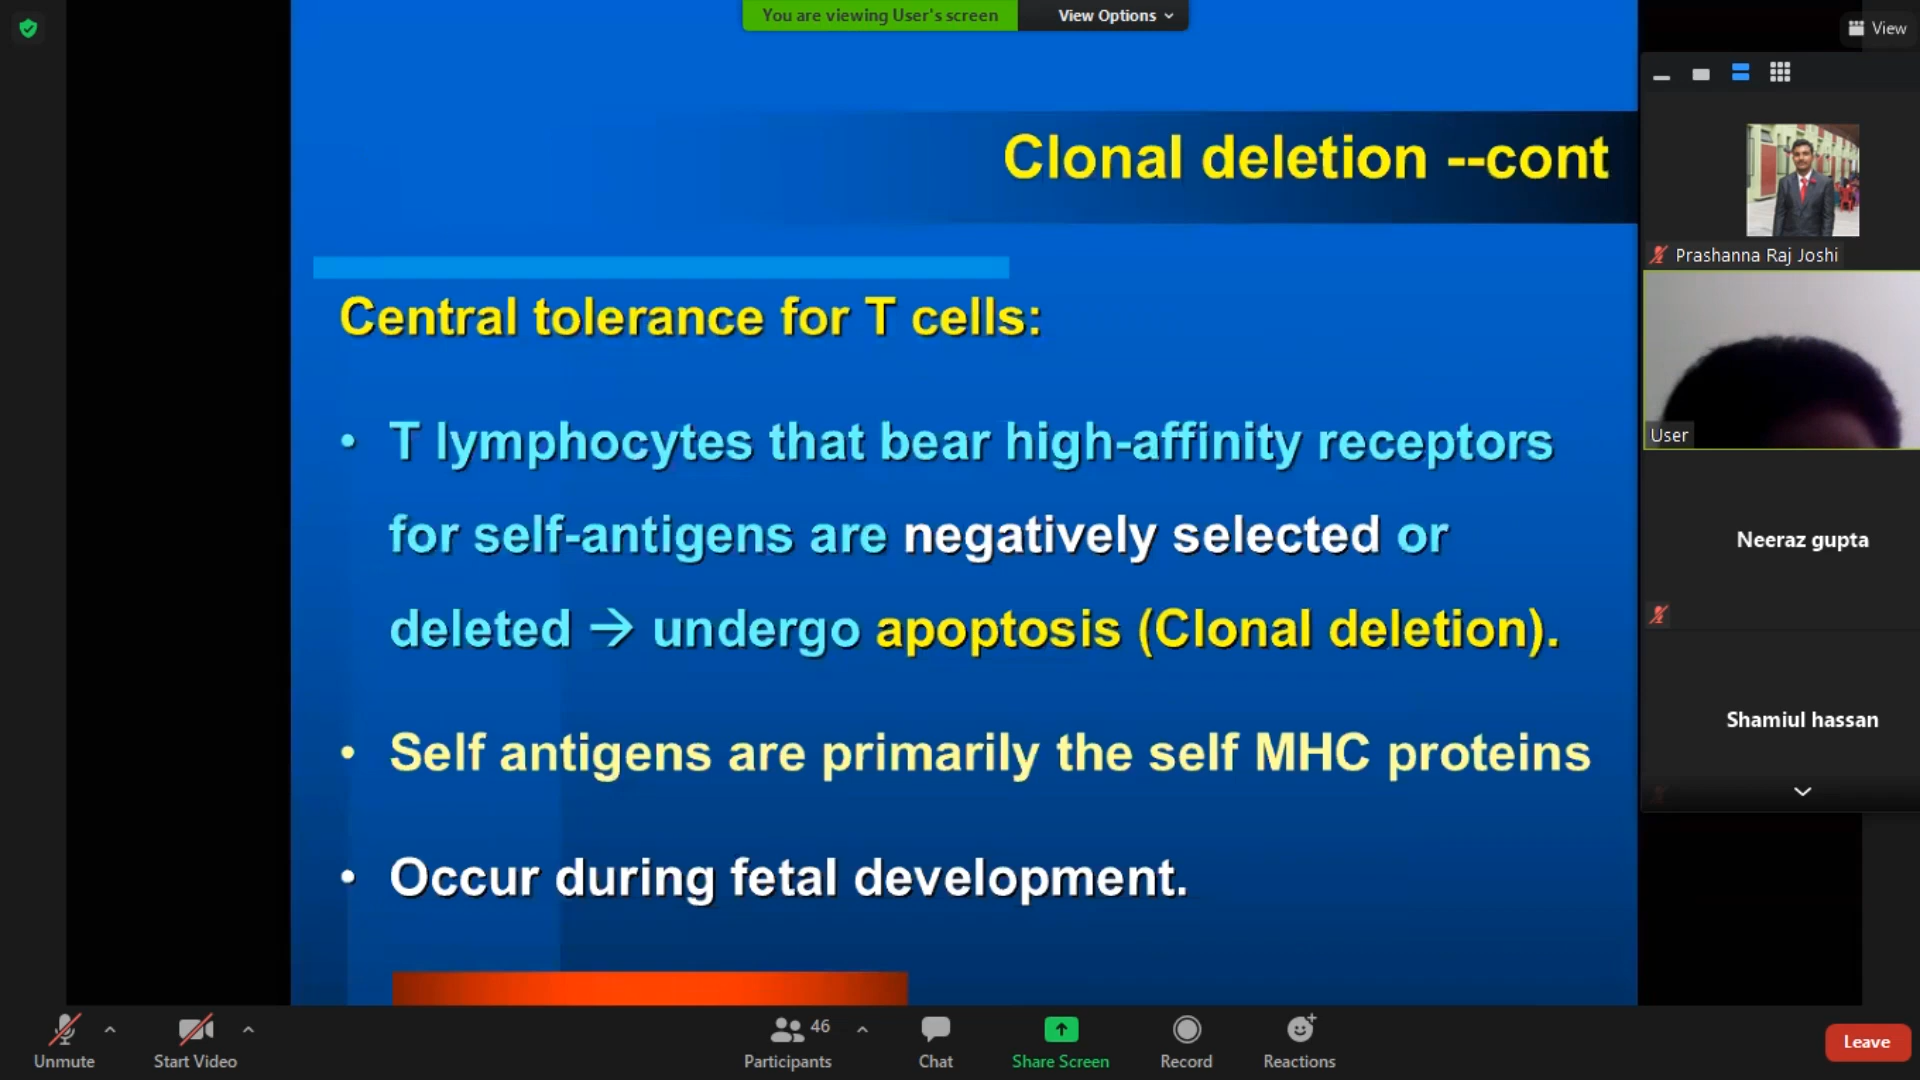 You are viewing User's screen
View Options
View
Clonal deletion --cont
Prashanna Raj Joshi
Central tolerance for T cells:
• T lymphocytes that bear high-affinity receptors
for self-antigens are negatively selected or
deleted → undergo apoptosis (Clonal deletion).
• Self antigens are primarily the self MHC proteins
• Occur during fetal development.
User
Neeraz gupta
Shamiul hassan
Unmute
Start Video
46
Participants
Chat
Share Screen
Record
Reactions
Leave